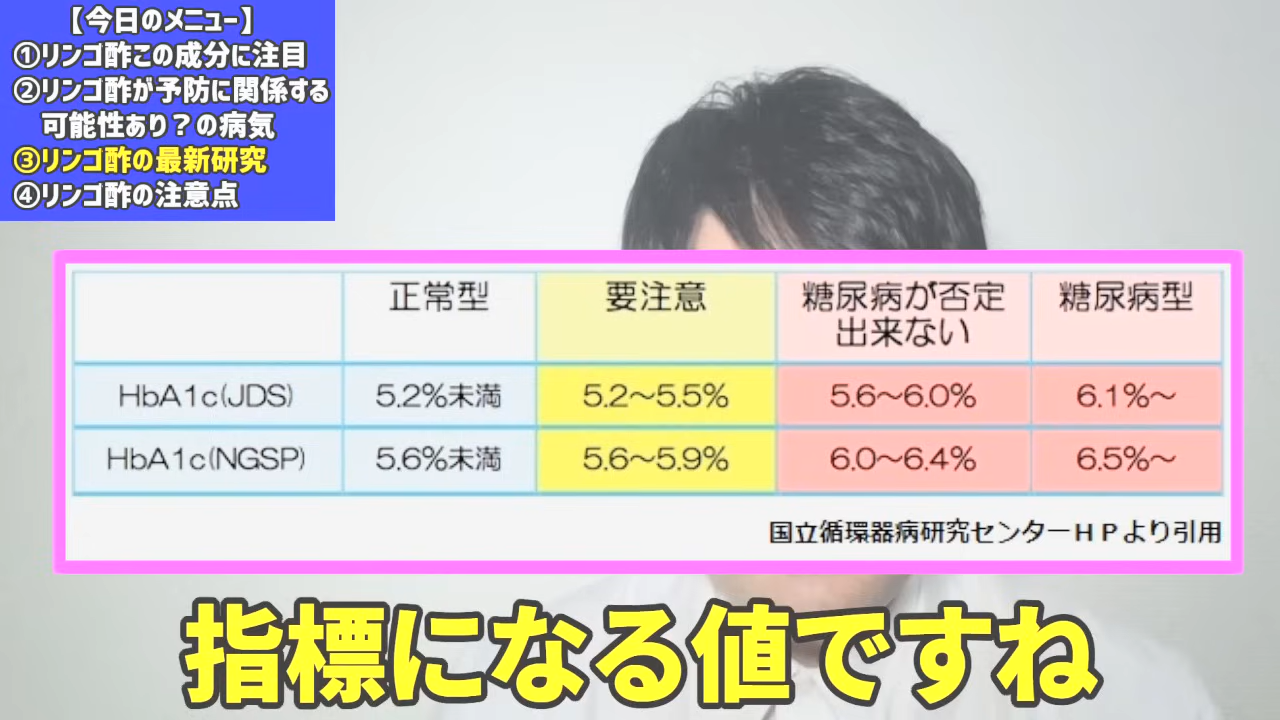 【今日のメニュー】
①リンゴ酢この成分に注目
②リンゴ酢が予防に関係する
可能性あり？の病気
③リンゴ酢の最新研究
④リンゴ酢の注意点
正常型 要注意 糖尿病が否定出来ない 糖尿病型
HbA1c(JDS) 5.2%未満 5.2～5.5% 5.6～6.0% 6.1%～
HbA1c(NGSP) 5.6%未満 5.6～5.9% 6.0～6.4% 6.5%～
国立循環器病研究センターＨＰより引用
指標になる値ですね